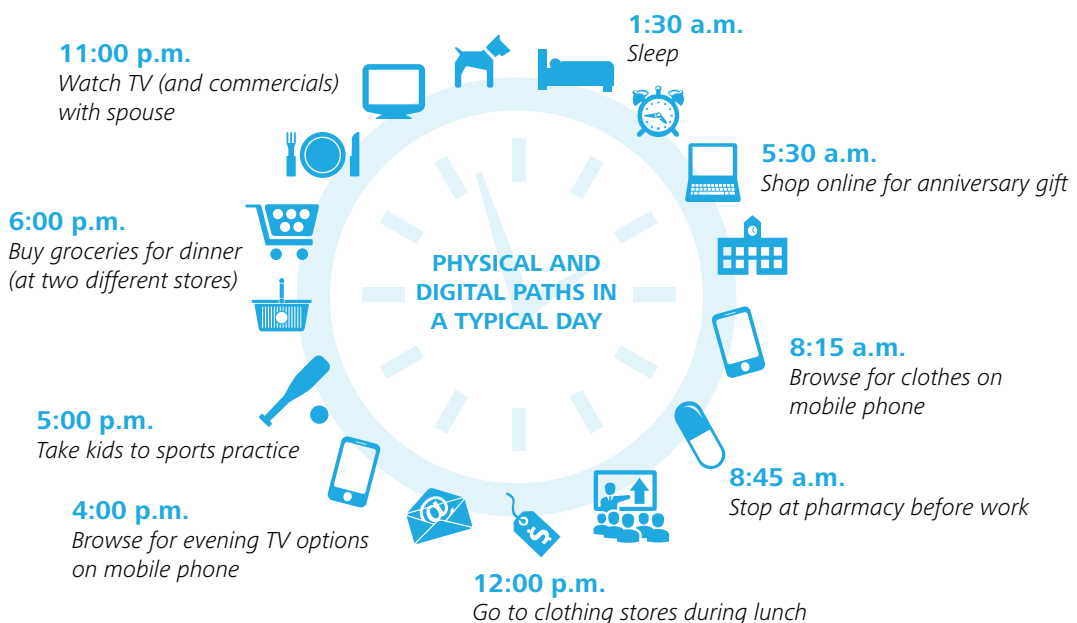 1:30 a.m.
Sleep
5:30 a.m.
Shop online for anniversary gift
8:15 a.m.
Browse for clothes on
mobile phone
8:45 a.m.
Stop at pharmacy before work
12:00 p.m.
Go to clothing stores during lunch
4:00 p.m.
Browse for evening TV options
on mobile phone
5:00 p.m.
Take kids to sports practice
6:00 p.m.
Buy groceries for dinner
(at two different stores)
11:00 p.m.
Watch TV (and commercials)
with spouse
PHYSICAL AND
DIGITAL PATHS IN
A TYPICAL DAY
@
$